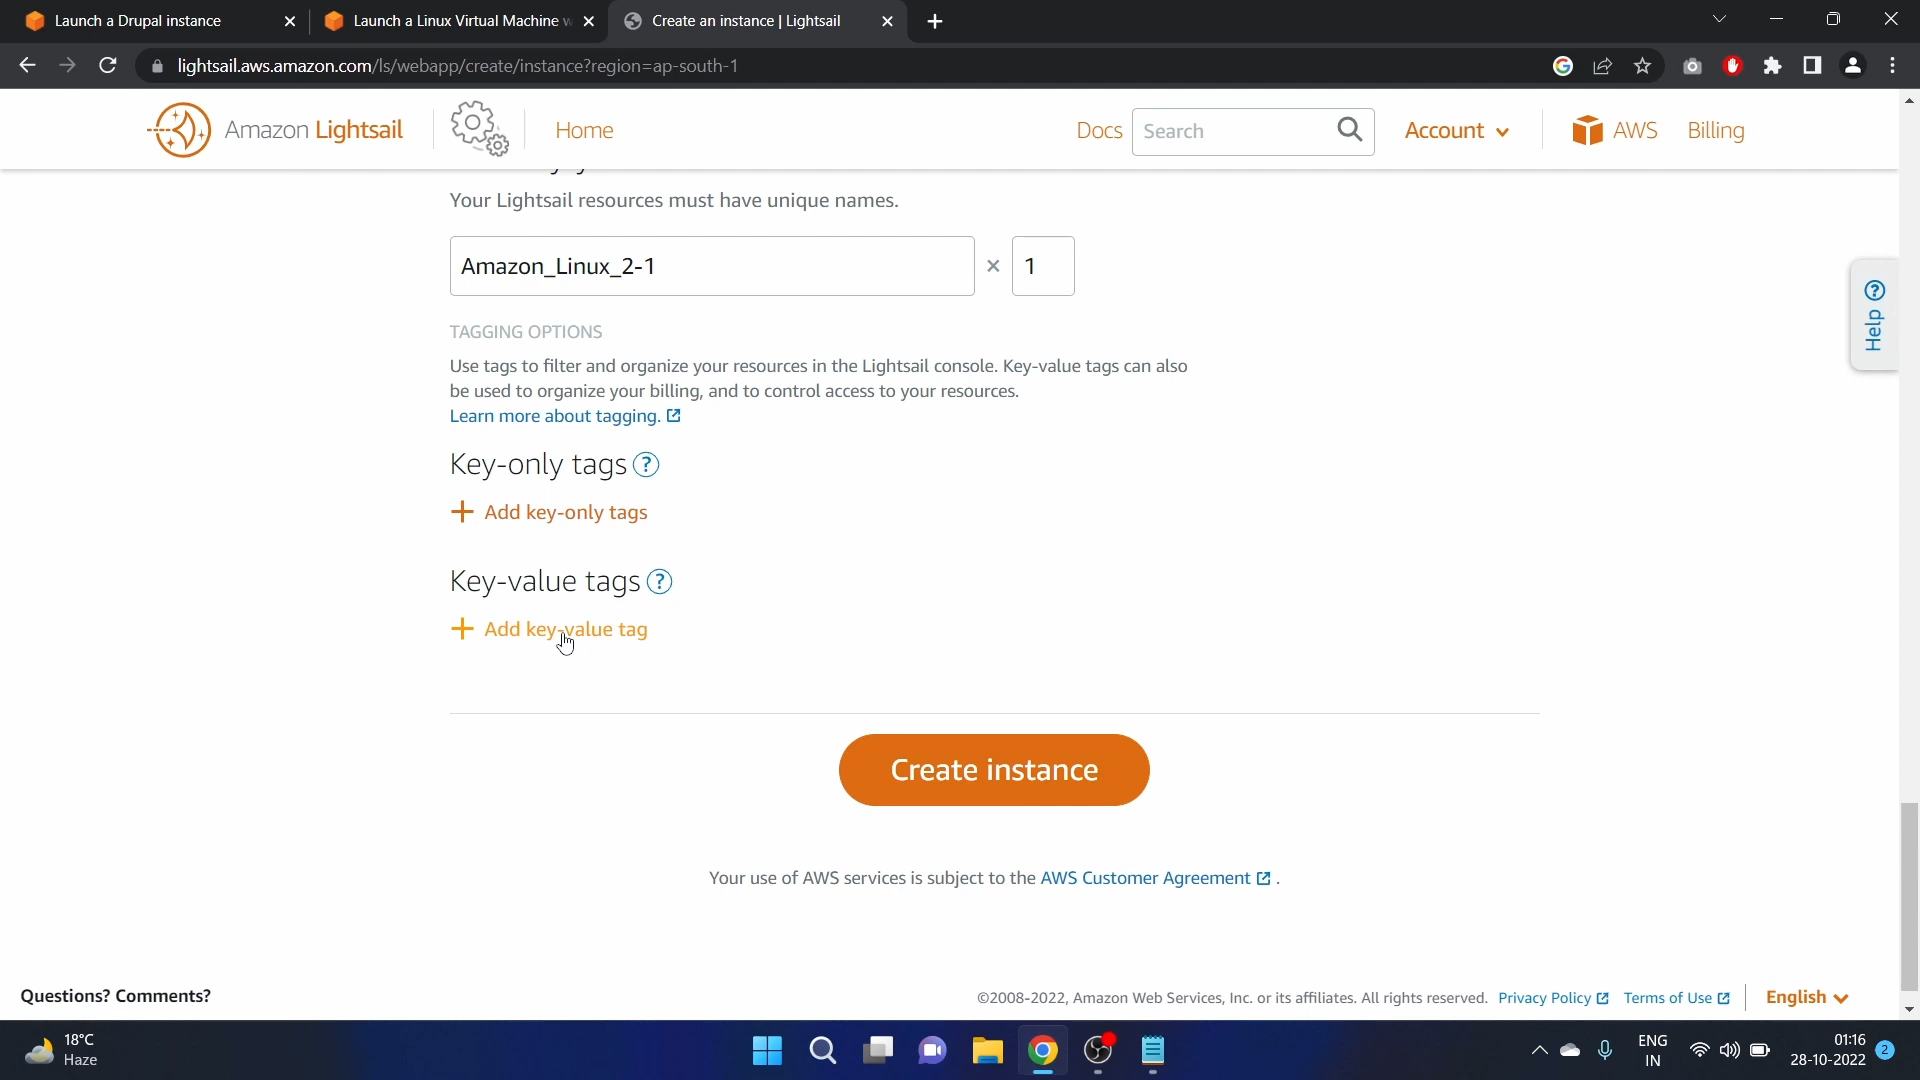 Launch a Drupal instance
Launch a Linux Virtual Machine w
Create an instance | Lightsail
lightsail.aws.amazon.com/ls/webapp/create/instance?region=ap-south-1
Amazon Lightsail
Home
Docs
Search
Account
AWS
Billing
Your Lightsail resources must have unique names.
Amazon_Linux_2-1
×
1
Help
TAGGING OPTIONS
Use tags to filter and organize your resources in the Lightsail console. Key-value tags can also
be used to organize your billing, and to control access to your resources.
Learn more about tagging.
Key-only tags ?
+ Add key-only tags
Key-value tags ?
+ Add key-value tag
Create instance
Your use of AWS services is subject to the AWS Customer Agreement .
Questions? Comments?
©2008-2022, Amazon Web Services, Inc. or its affiliates. All rights reserved.
Privacy Policy
Terms of Use
English
18°C
Haze
ENG
IN
01:16
28-10-2022
2